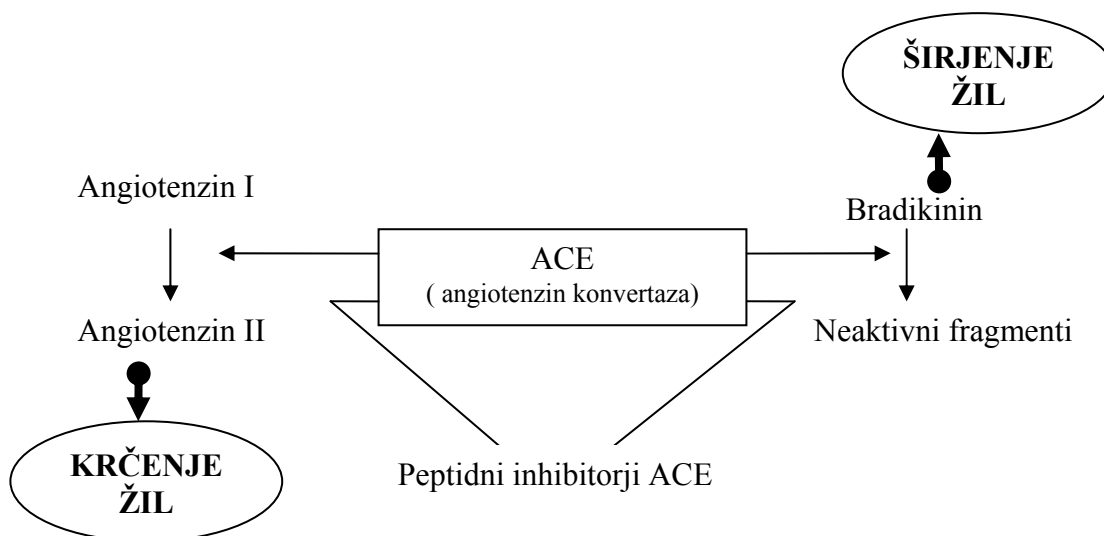 ŠIRJENJE
ŽIL
Angiotenzin I
Bradikinin
ACE
( angiotenzin konvertaza)
Angiotenzin II
Neaktivni fragmenti
KRČENJE
ŽIL
Peptidni inhibitorji ACE